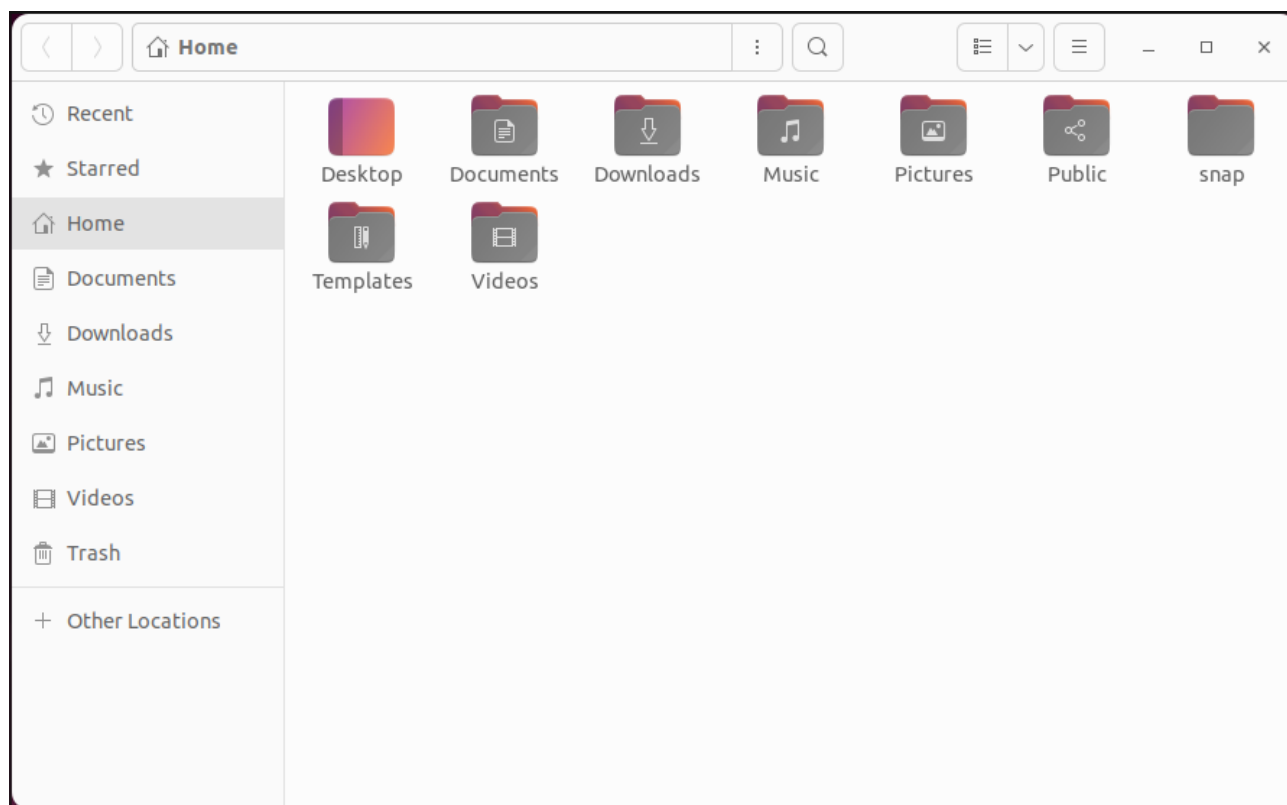 Home
Recent
Starred
Home
Documents
Downloads
Music
Pictures
Videos
Trash
Other Locations
Desktop Documents Downloads Music Pictures Public snap
Templates Videos